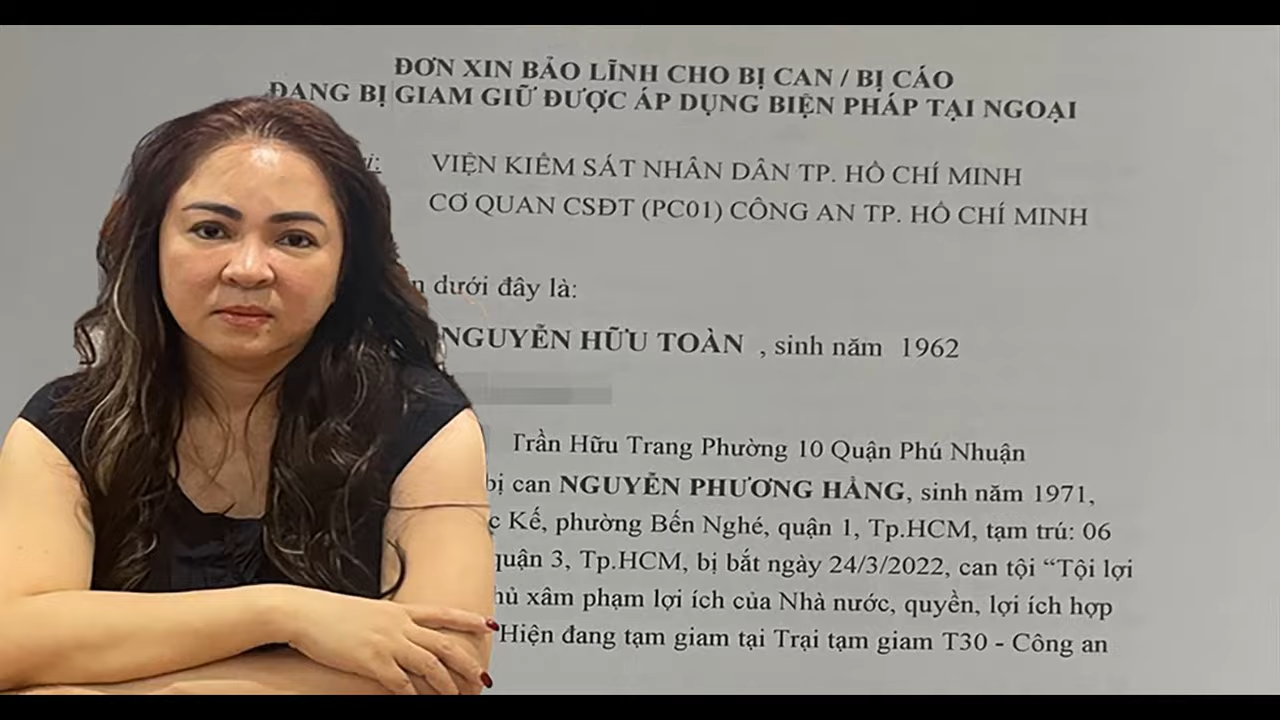 ĐƠN XIN BẢO LĨNH CHO BỊ CAN / BỊ CÁO
ĐANG BỊ GIAM GIỮ ĐƯỢC ÁP DỤNG BIỆN PHÁP TẠI NGOẠI
VIỆN KIỂM SÁT NHÂN DÂN TP. HỒ CHÍ MINH
CƠ QUAN CSĐT (PC01) CÔNG AN TP. HỒ CHÍ MINH
dưới đây là:
NGUYỄN HỮU TOÀN , sinh năm 1962
Trần Hữu Trang Phường 10 Quận Phú Nhuận
bị can NGUYỄN PHƯƠNG HẰNG, sinh năm 1971,
Kế, phường Bến Nghé, quận 1, Tp.HCM, tạm trú: 06
quận 3, Tp.HCM, bị bắt ngày 24/3/2022, can tội “Tội lợi
xâm phạm lợi ích của Nhà nước, quyền, lợi ích hợp
Hiện đang tạm giam tại Trại tạm giam T30 - Công an